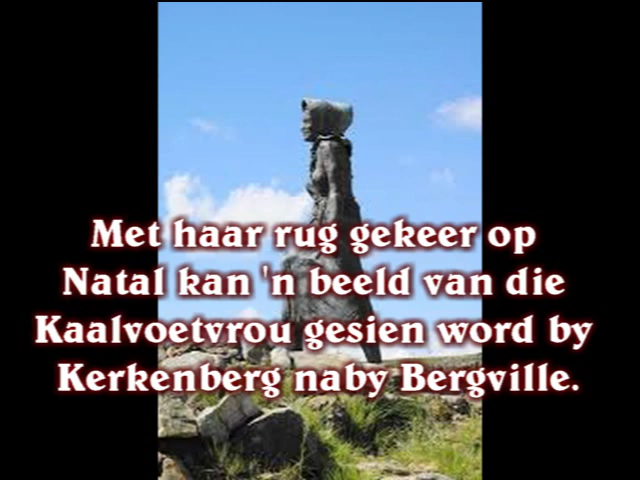 Met haar rug gekeer op
Natal kan 'n beeld van die
Kaalvoetvrou gesien word by
Kerkenberg naby Bergville.